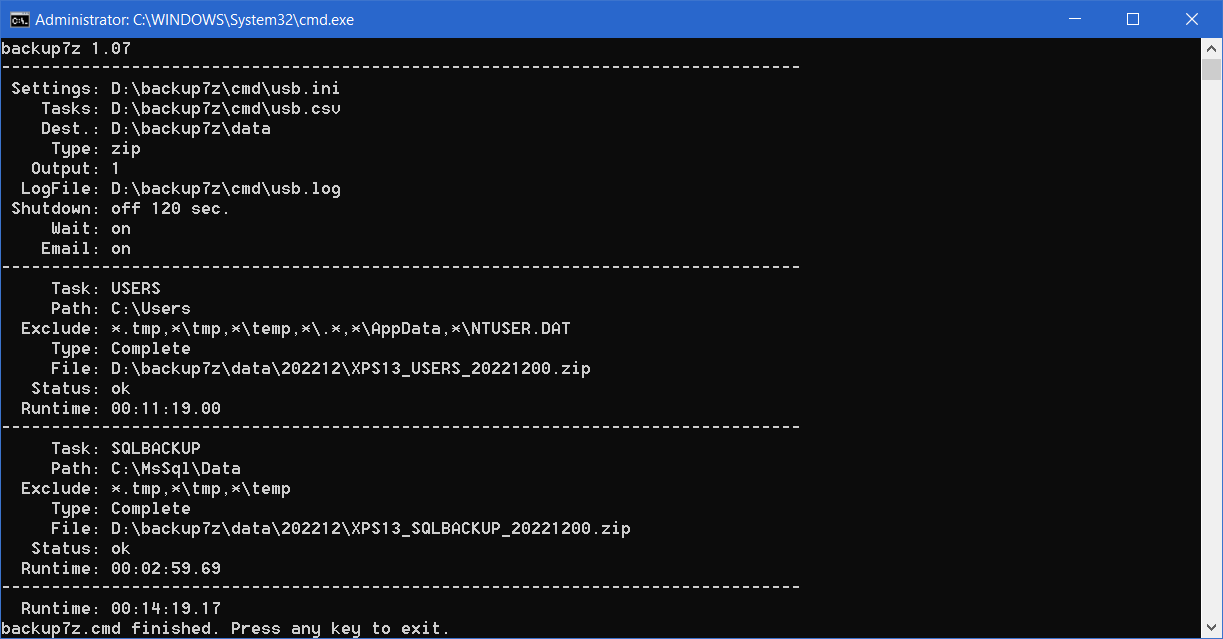 Administrator: C:\WINDOWS\System32\cmd.exe
backup7z 1.07
--------------------------------------------------------------------------------
Settings: D:\backup7z\cmd\usb.ini
Tasks: D:\backup7z\cmd\usb.csv
Dest.: D:\backup7z\data
Type: zip
Output: 1
LogFile: D:\backup7z\cmd\usb.log
Shutdown: off 120 sec.
Wait: on
Email: on
--------------------------------------------------------------------------------
Task: USERS
Path: C:\Users
Exclude: *.tmp,*\tmp,*\temp,*\.*,*\AppData,*\NTUSER.DAT
Type: Complete
File: D:\backup7z\data\202212\XPS13_USERS_20221200.zip
Status: ok
Runtime: 00:11:19.00
--------------------------------------------------------------------------------
Task: SQLBACKUP
Path: C:\MsSql\Data
Exclude: *.tmp,*\tmp,*\temp
Type: Complete
File: D:\backup7z\data\202212\XPS13_SQLBACKUP_20221200.zip
Status: ok
Runtime: 00:02:59.69
--------------------------------------------------------------------------------
Runtime: 00:14:19.17
backup7z.cmd finished. Press any key to exit.